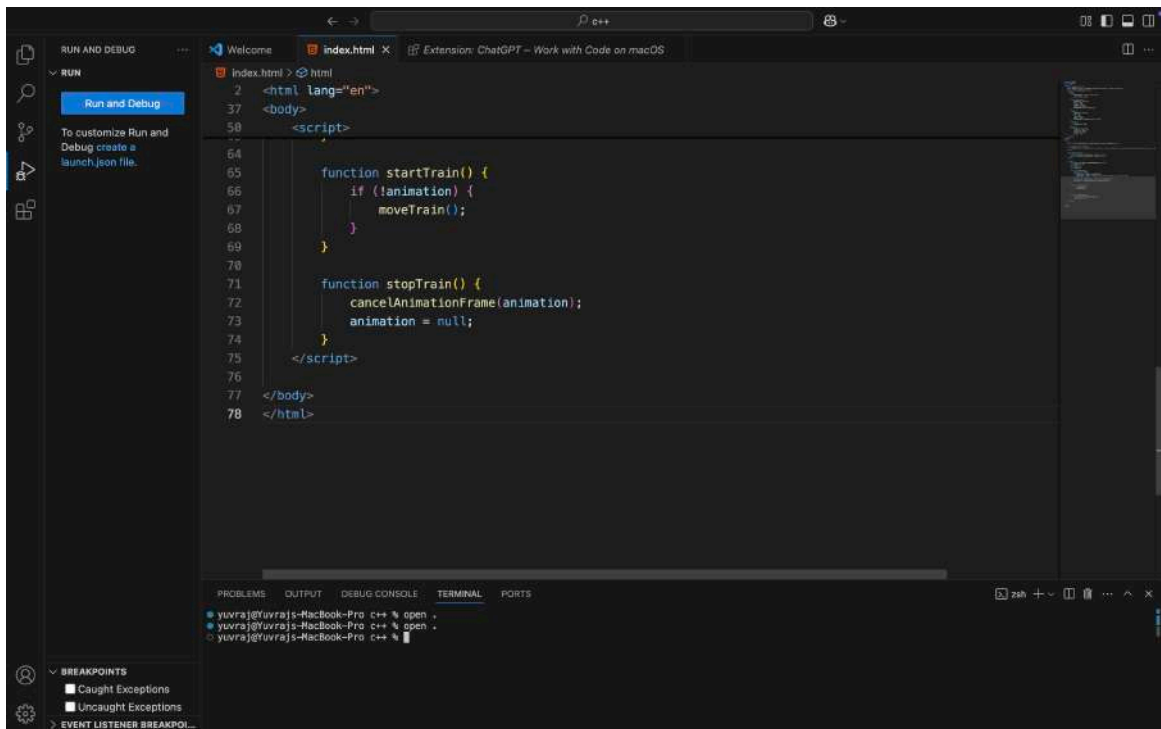 c++
RUN AND DEBUG
RUN
Run and Debug
To customize Run and
Debug create a
launch.json file.
Welcome
index.html
Extension: ChatGPT – Work with Code on macOS
index.html > html
2 <html lang="en">
37 <body>
50 <script>
64
65 function startTrain() {
66 if (!animation) {
67 moveTrain();
68 }
69 }
70
71 function stopTrain() {
72 cancelAnimationFrame(animation);
73 animation = null;
74 }
75 </script>
76
77 </body>
78 </html>
PROBLEMS OUTPUT DEBUG CONSOLE TERMINAL PORTS
zsh
yuvraj@Yuvrajs-MacBook-Pro c++ % open .
yuvraj@Yuvrajs-MacBook-Pro c++ % open .
yuvraj@Yuvrajs-MacBook-Pro c++ %
BREAKPOINTS
Caught Exceptions
Uncaught Exceptions
EVENT LISTENER BREAKPOI...